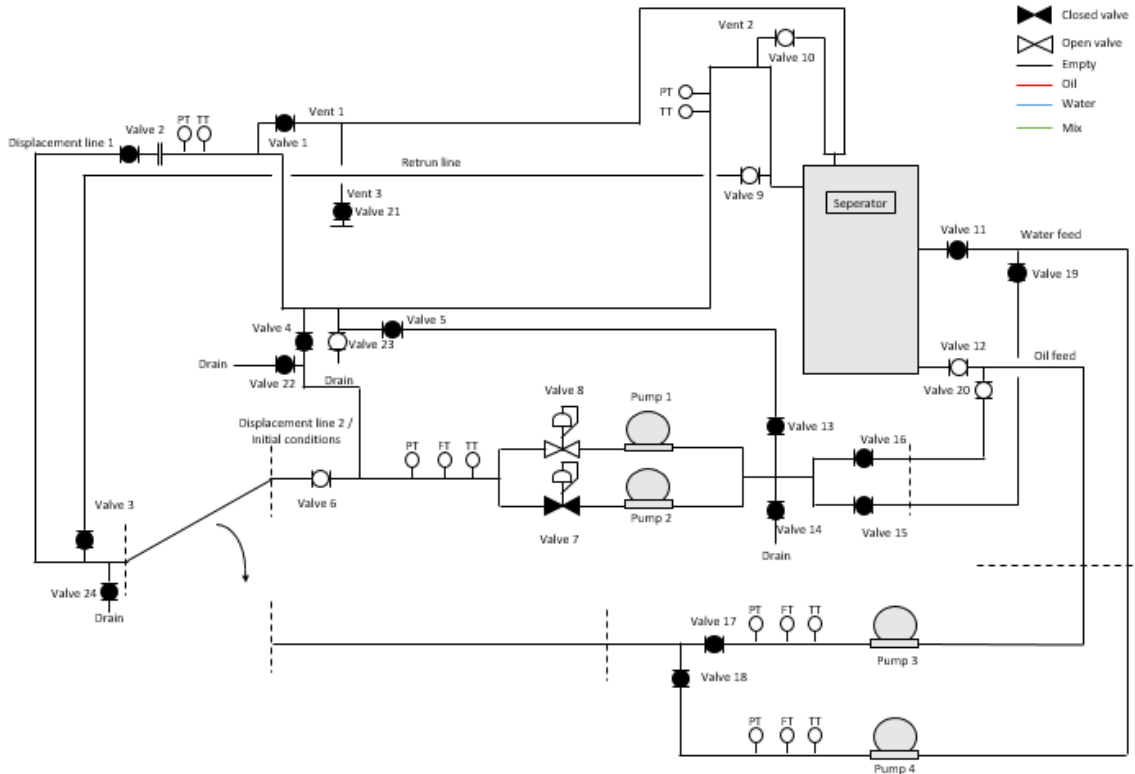 Closed valve
Open valve
Empty
Oil
Water
Mix
Vent 2
Valve 10
PT
TT
Vent 1
Valve 1
PT TT
Valve 2
Displacement line 1
Retrun line
Valve 9
Vent 3
Valve 21
Seperator
Valve 11
Water feed
Valve 19
Valve 4
Valve 5
Valve 23
Drain
Valve 22
Drain
Valve 12
Oil feed
Valve 20
Valve 8
Pump 1
Displacement line 2 /
Initial conditions
PT FT TT
Valve 13
Valve 16
Valve 6
Valve 3
Pump 2
Valve 7
Valve 14
Drain
Valve 15
Valve 24
Drain
Valve 17
PT FT TT
Pump 3
Valve 18
PT FT TT
Pump 4